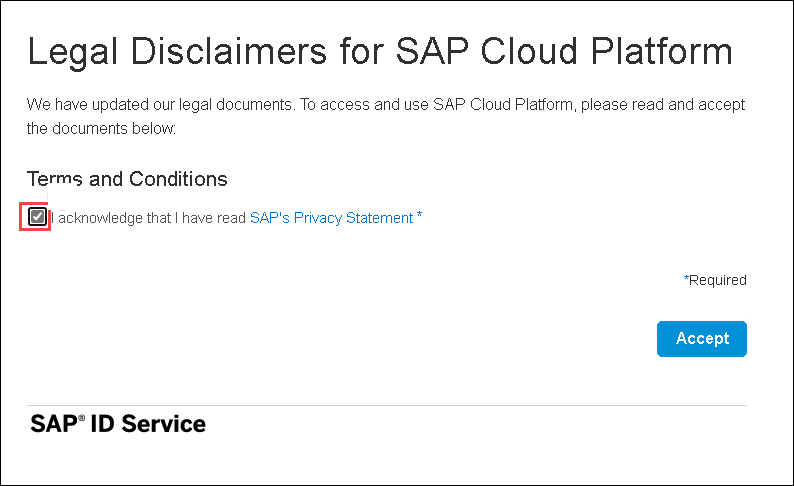 Legal Disclaimers for SAP Cloud Platform
We have updated our legal documents. To access and use SAP Cloud Platform, please read and accept
the documents below:
Terms and Conditions
I acknowledge that I have read SAP's Privacy Statement *
*Required
Accept
SAP® ID Service